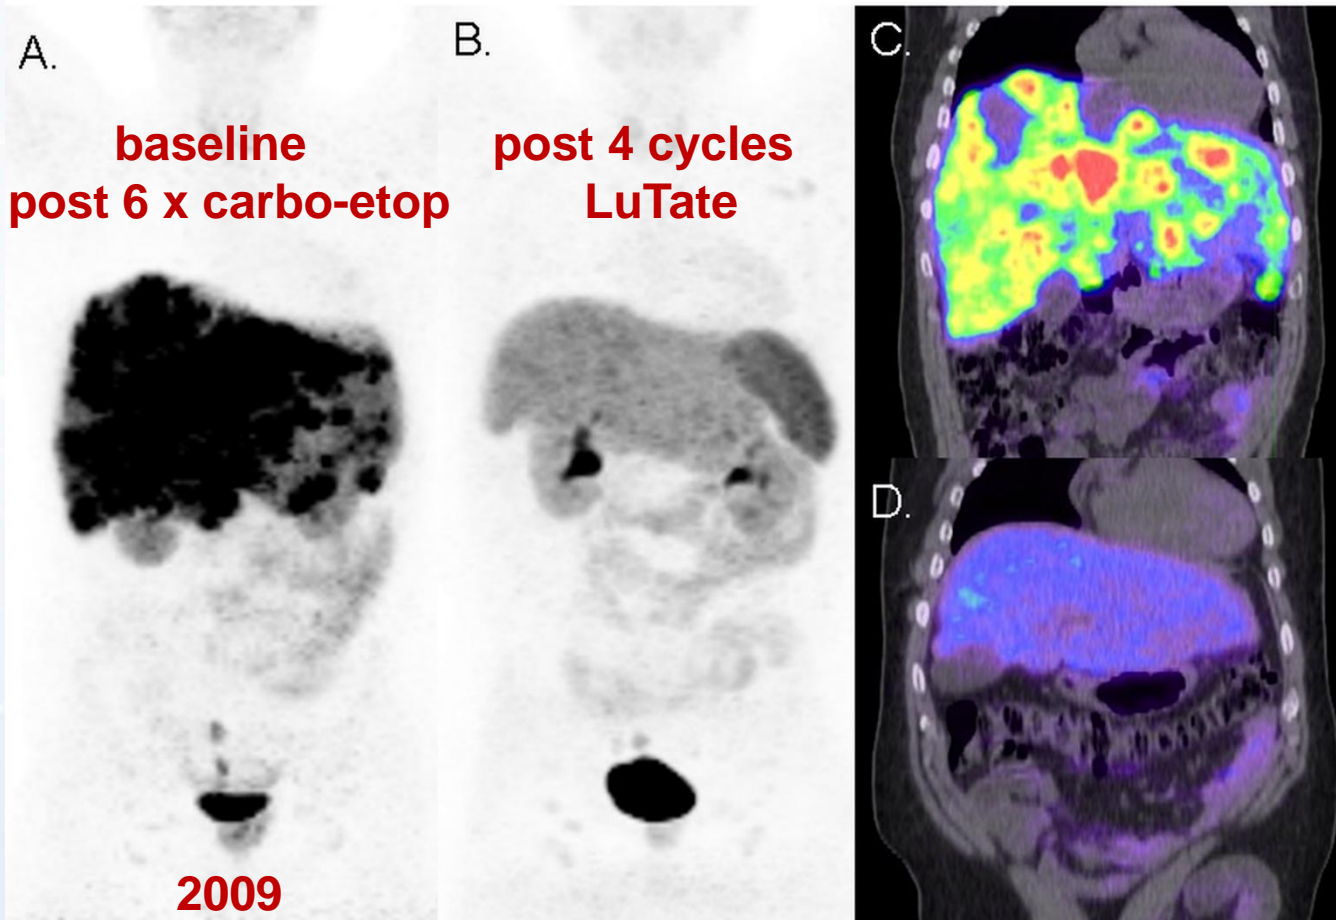 A.
baseline
post 6 x carbo-etop
2009
B.
post 4 cycles
LuTate
C.
D.